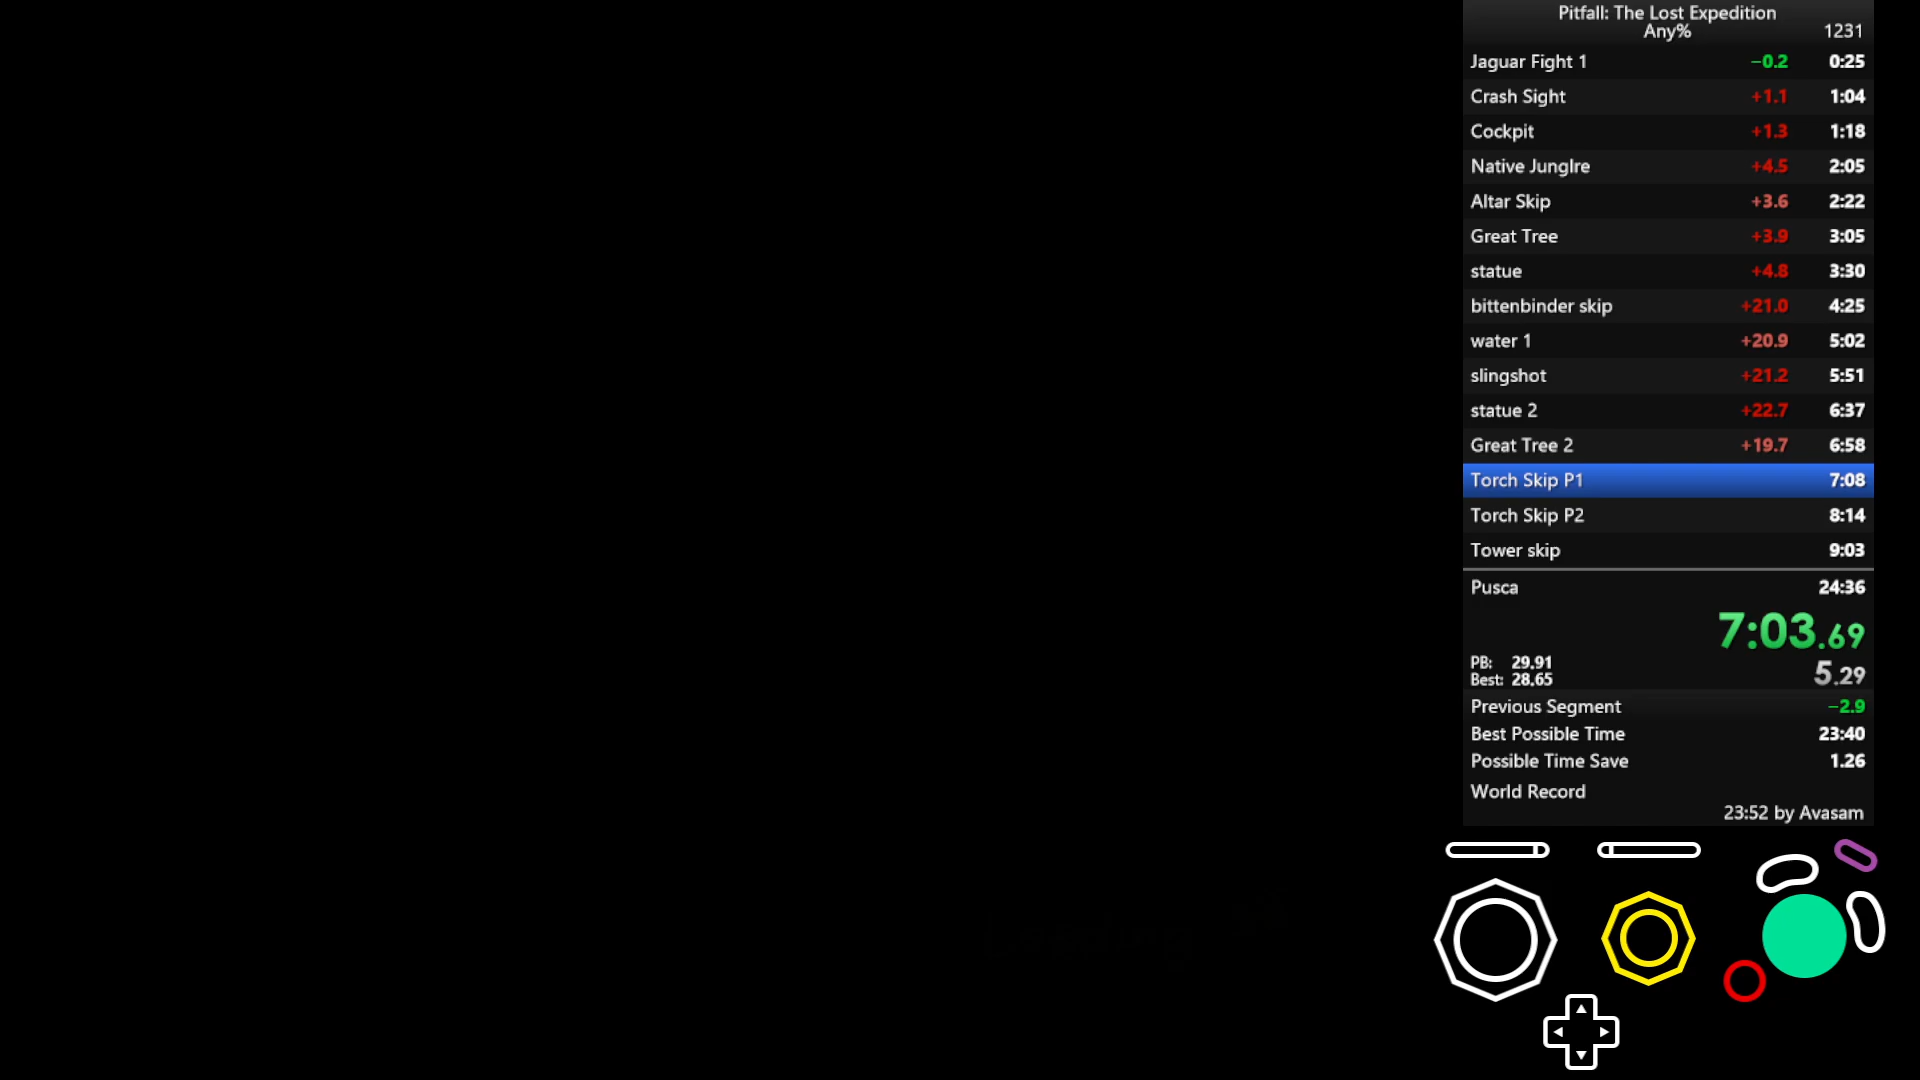 Pitfall: The Lost Expedition
Any% 1231
Jaguar Fight 1 −0.2 0:25
Crash Sight +1.1 1:04
Cockpit +1.3 1:18
Native Junglre +4.5 2:05
Altar Skip +3.6 2:22
Great Tree +3.9 3:05
statue +4.8 3:30
bittenbinder skip +21.0 4:25
water 1 +20.9 5:02
slingshot +21.2 5:51
statue 2 +22.7 6:37
Great Tree 2 +19.7 6:58
Torch Skip P1 7:08
Torch Skip P2 8:14
Tower skip 9:03
Pusca 24:36
7:03.69
PB: 29.91
Best: 28.65
5.29
Previous Segment −2.9
Best Possible Time 23:40
Possible Time Save 1.26
World Record
23:52 by Avasam